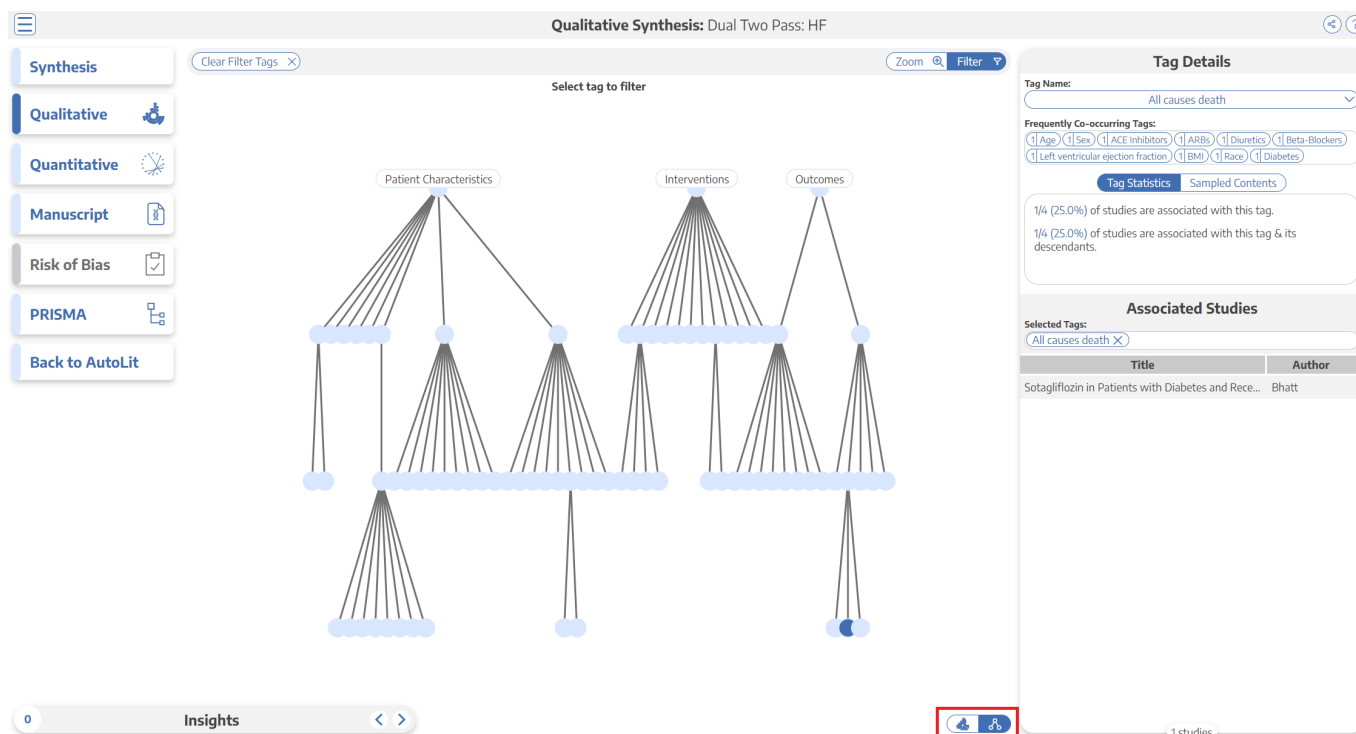 Qualitative Synthesis: Dual Two Pass: HF
Synthesis
Qualitative
Quantitative
Manuscript
Risk of Bias
PRISMA
Back to AutoLit
Clear Filter Tags
Zoom
Filter
Select tag to filter
Patient Characteristics
Interventions
Outcomes
0
Insights
Tag Details
Tag Name:
All causes death
Frequently Co-occurring Tags:
1 Age 1 Sex 1 ACE Inhibitors 1 ARBs 1 Diuretics 1 Beta-Blockers
1 Left ventricular ejection fraction 1 BMI 1 Race 1 Diabetes
Tag Statistics Sampled Contents
1/4 (25.0%) of studies are associated with this tag.
1/4 (25.0%) of studies are associated with this tag & its
descendants.
Associated Studies
Selected Tags:
All causes death
Title Author
Sotagliflozin in Patients with Diabetes and Rece... Bhatt
1 studies